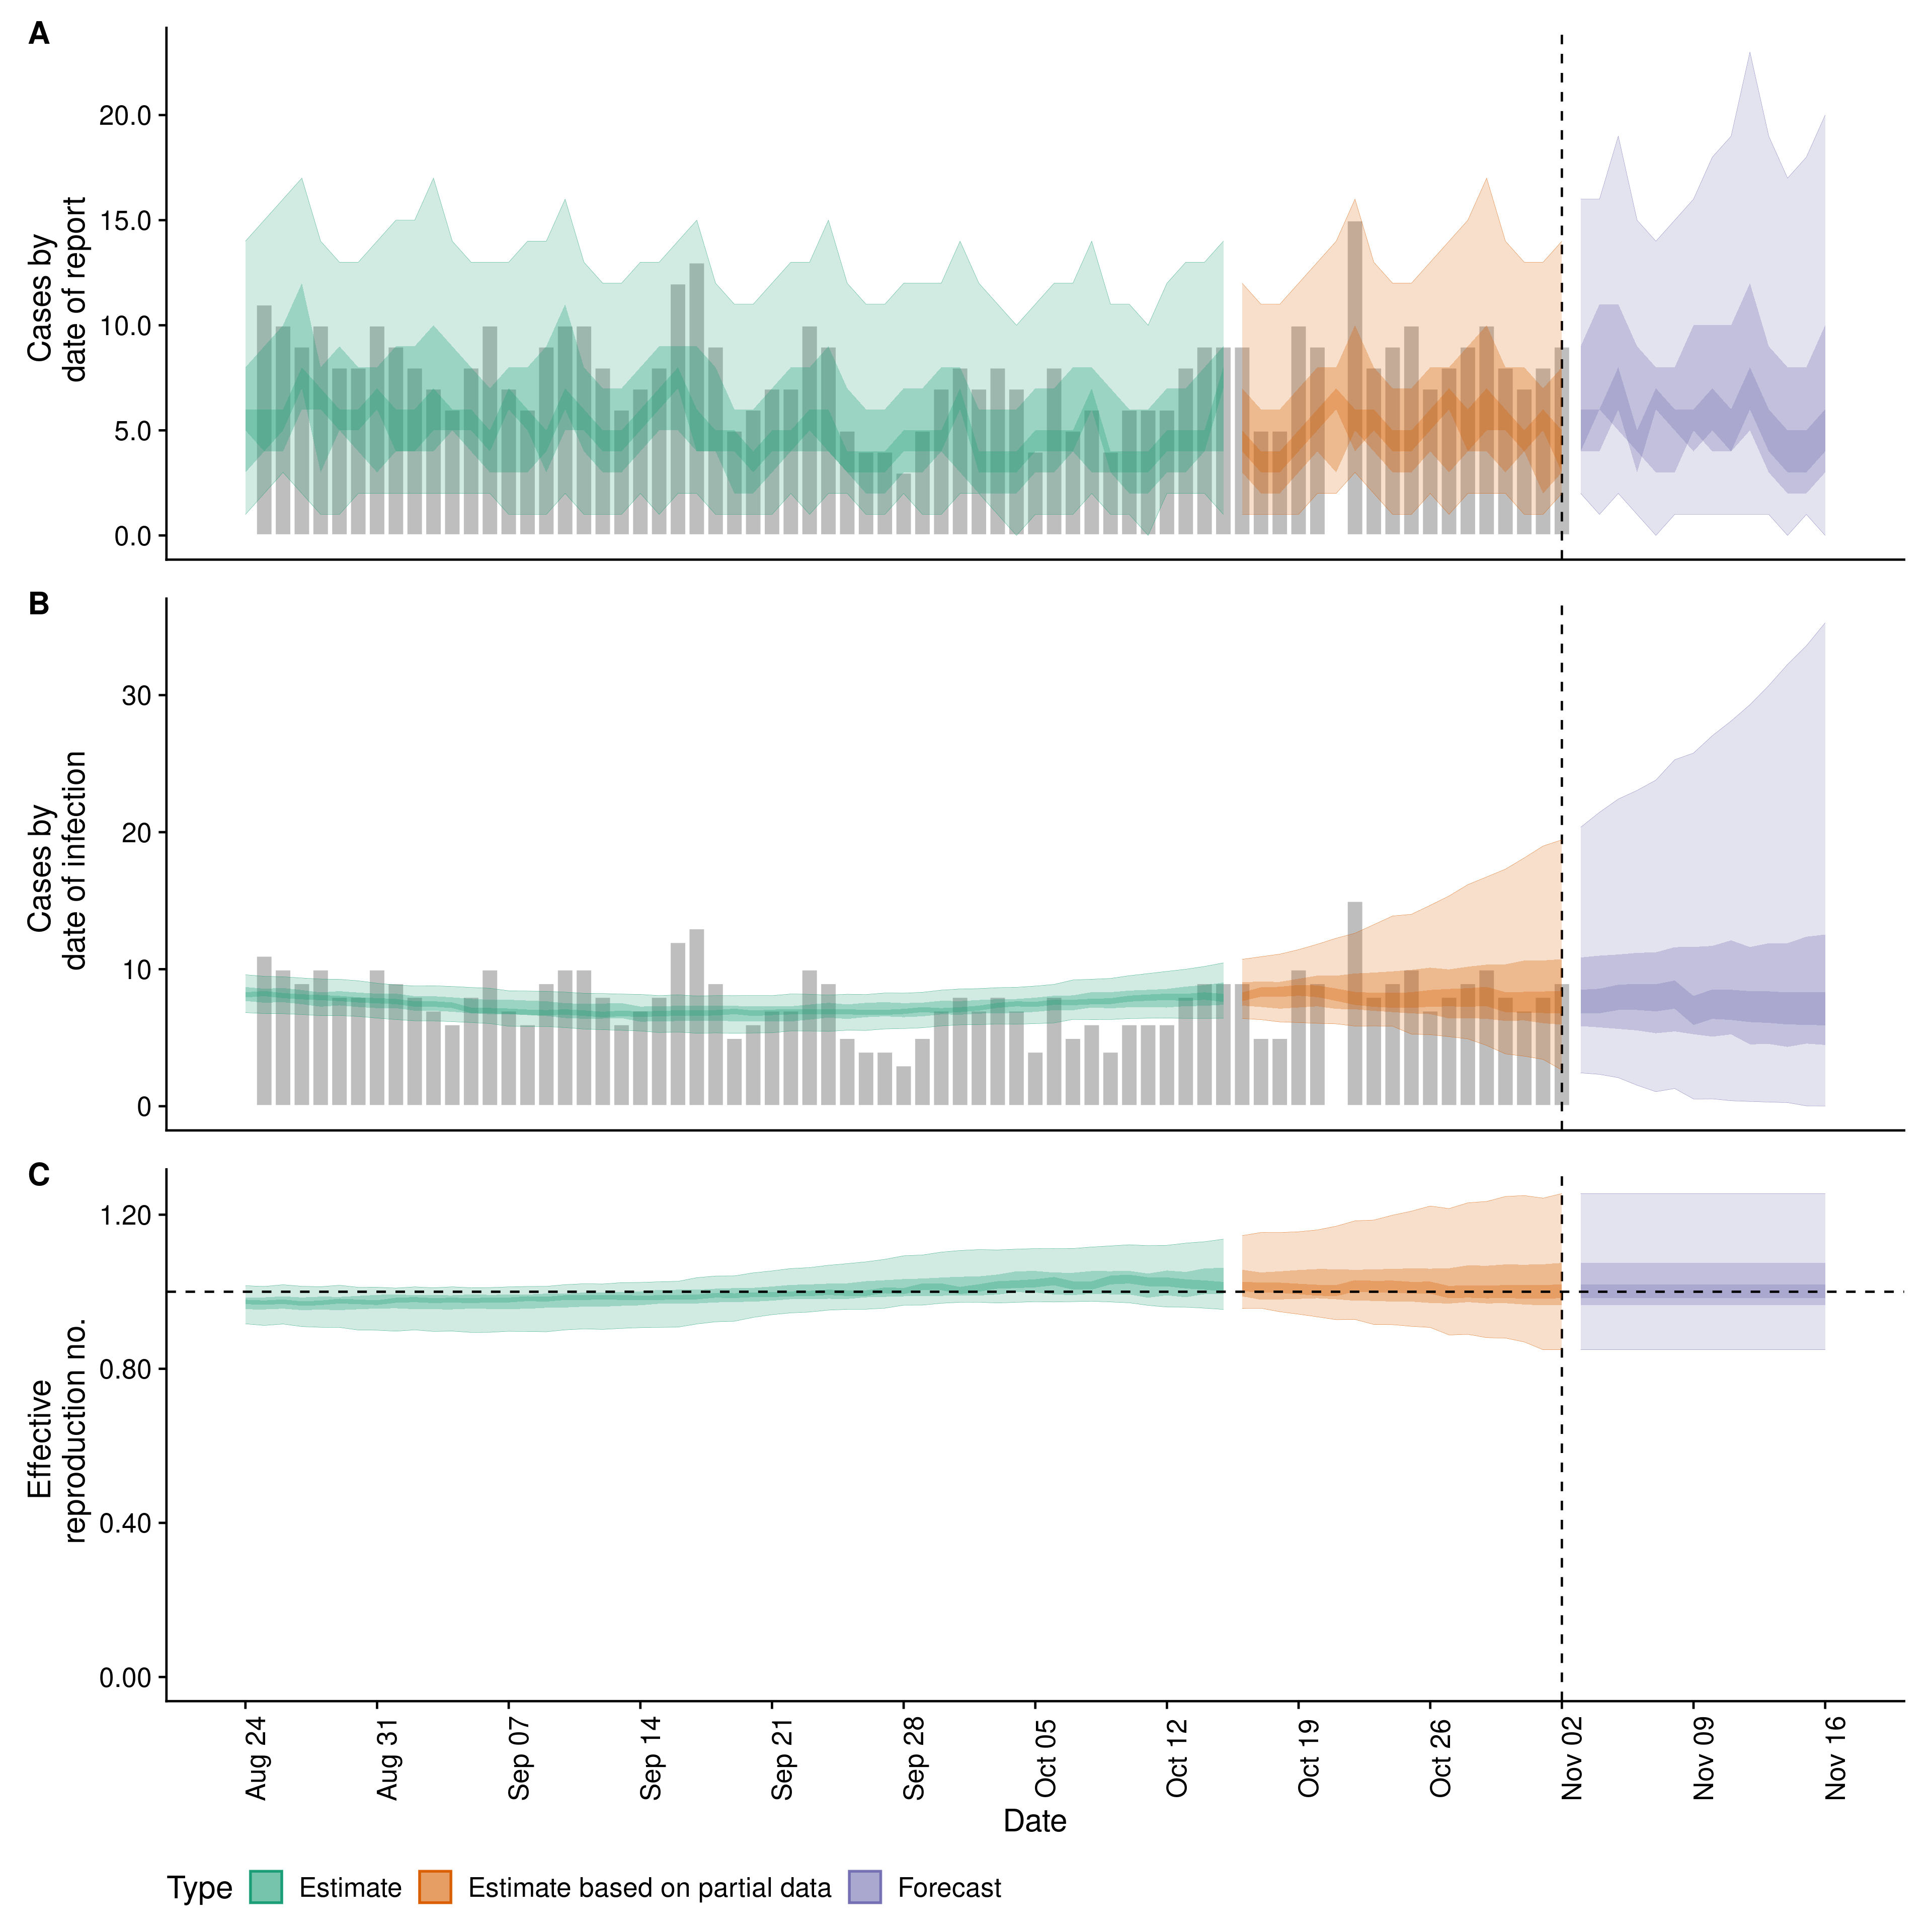 A
Cases by
date of report
20.0
15.0
10.0
5.0
0.0
B
Cases by
date of infection
30
20
10
0
C
Effective
reproduction no.
1.20
0.80
0.40
0.00
Aug 24
Aug 31
Sep 07
Sep 14
Sep 21
Sep 28
Oct 05
Oct 12
Oct 19
Oct 26
Nov 02
Nov 09
Nov 16
Date
Type Estimate Estimate based on partial data Forecast